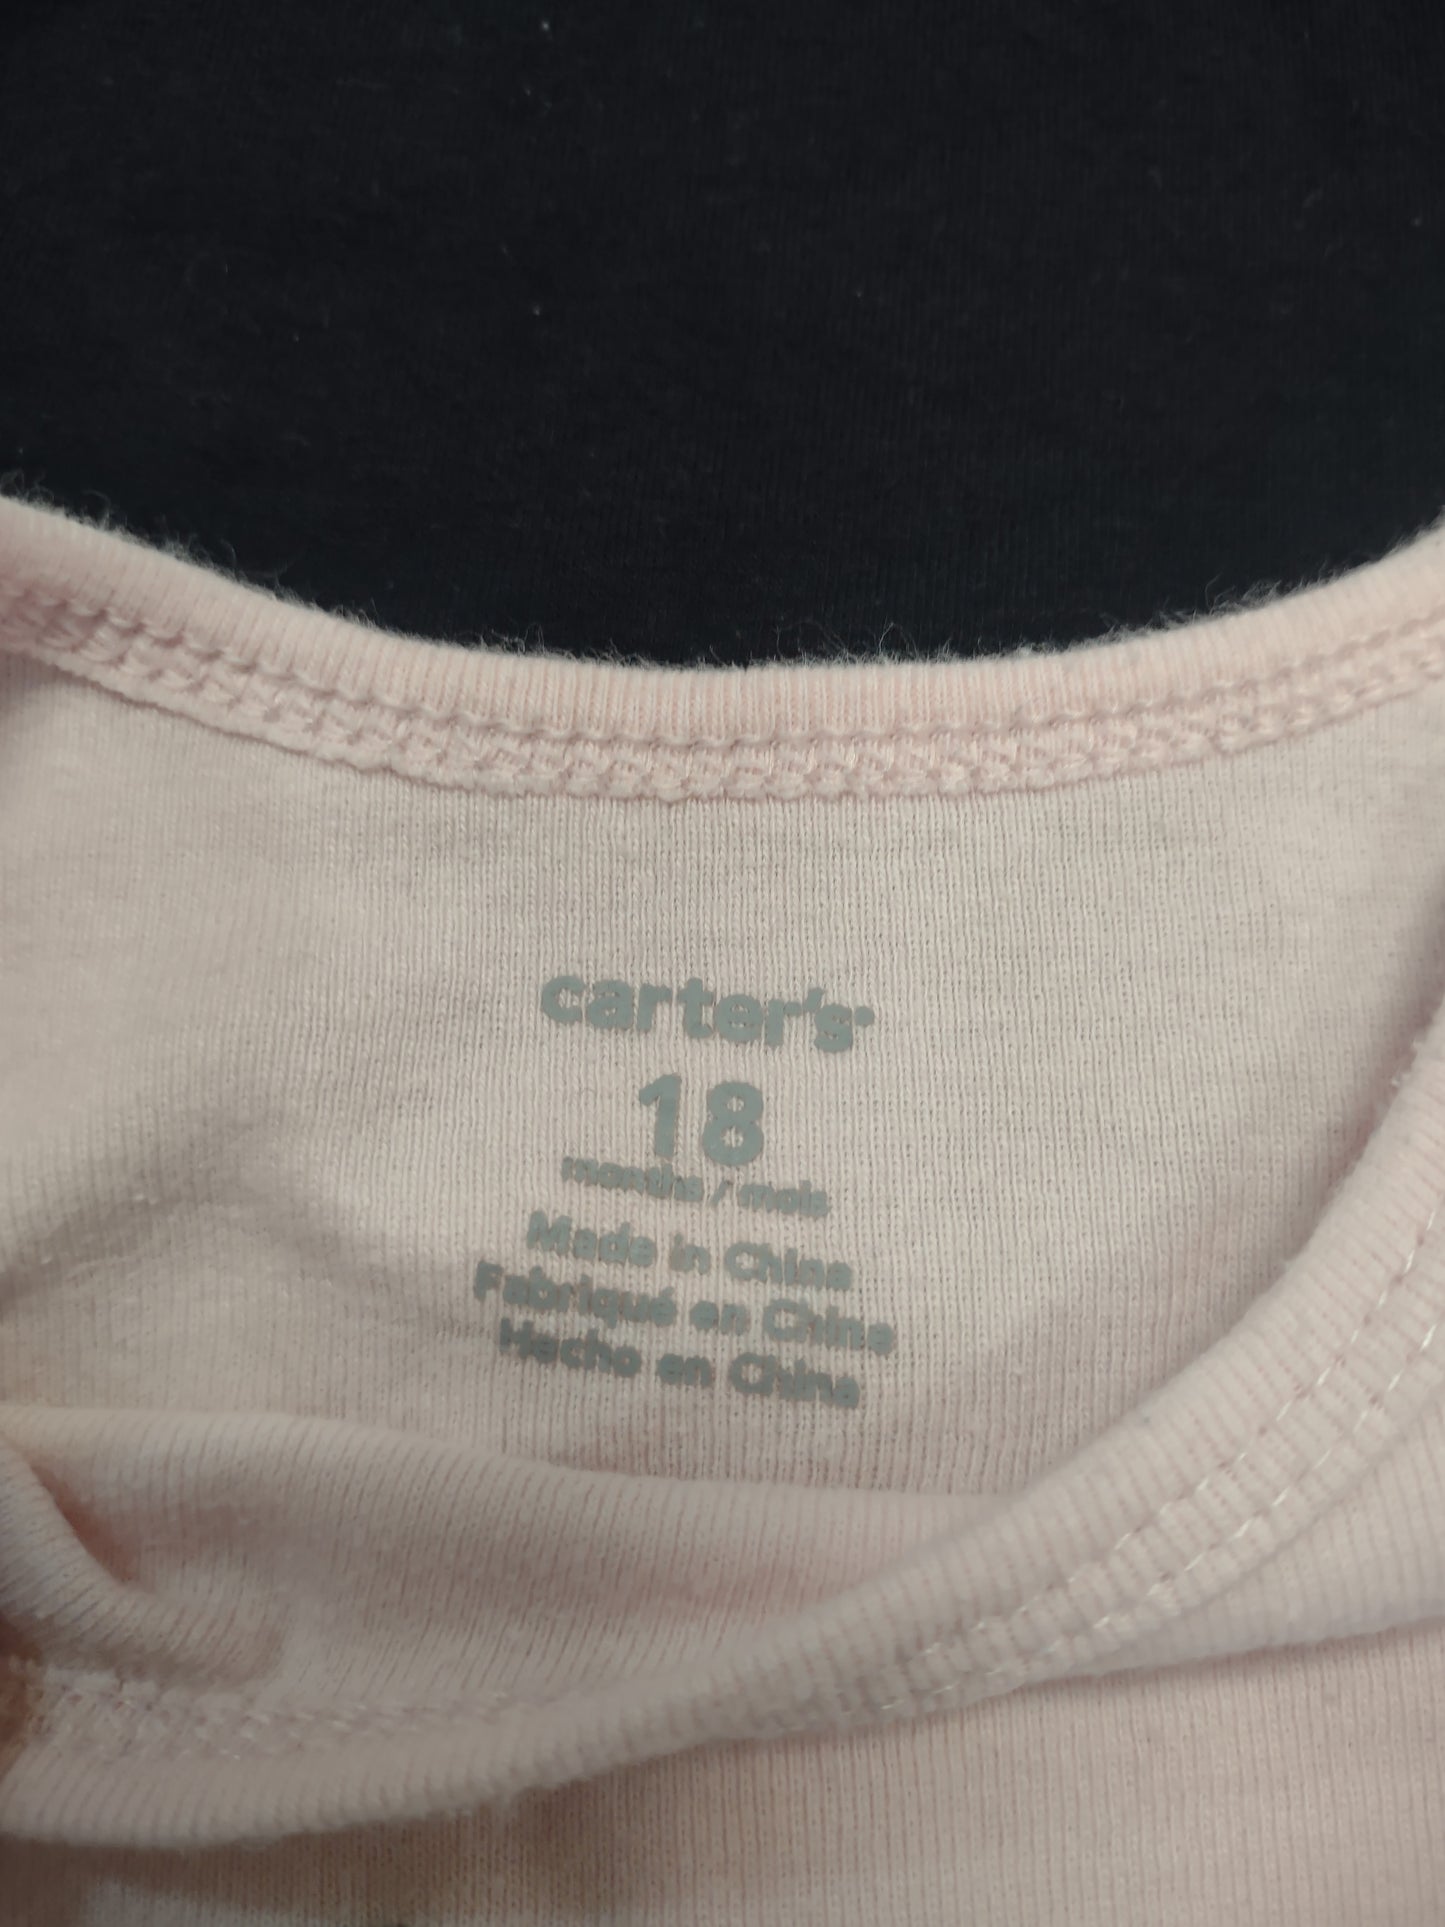 carter's
18
months / mois
Made in China
Fabriqué en Chine
Hecho en China